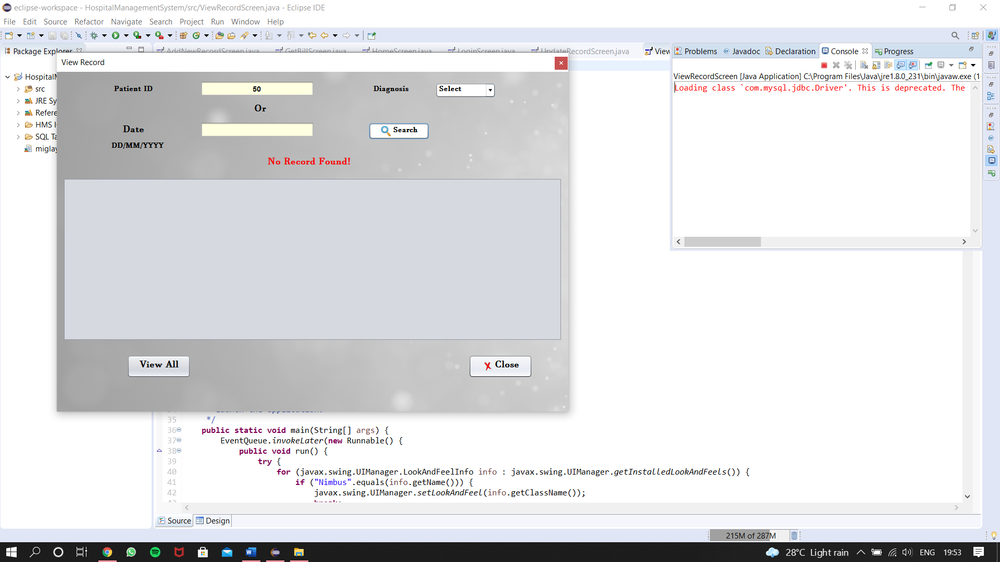 eclipse-workspace - HospitalManagementSystem/src/ViewRecordScreen.java - Eclipse IDE
File Edit Source Refactor Navigate Search Project Run Window Help
Package Explorer
AddNewRecordScreen.java GetBillScreen.java HomeScreen.java LoginScreen.java UpdateRecordScreen.java View
Problems @ Javadoc Declaration Console Progress
View Record
ViewRecordScreen [Java Application] C:\Program Files\Java\jre1.8.0_231\bin\javaw.exe (1
Loading class `com.mysql.jdbc.Driver'. This is deprecated. The
src
JRE Sy
Refere
HMS
SQL Ta
miglay
Patient ID 50 Diagnosis Select
Or
Date Search
DD/MM/YYYY
No Record Found!
View All Close
35 */
36 public static void main(String[] args) {
37 EventQueue.invokeLater(new Runnable() {
38 public void run() {
39 try {
40 for (javax.swing.UIManager.LookAndFeelInfo info : javax.swing.UIManager.getInstalledLookAndFeels()) {
41 if ("Nimbus".equals(info.getName())) {
42 javax.swing.UIManager.setLookAndFeel(info.getClassName());
Source Design
215M of 287M
28°C Light rain ENG 19:53